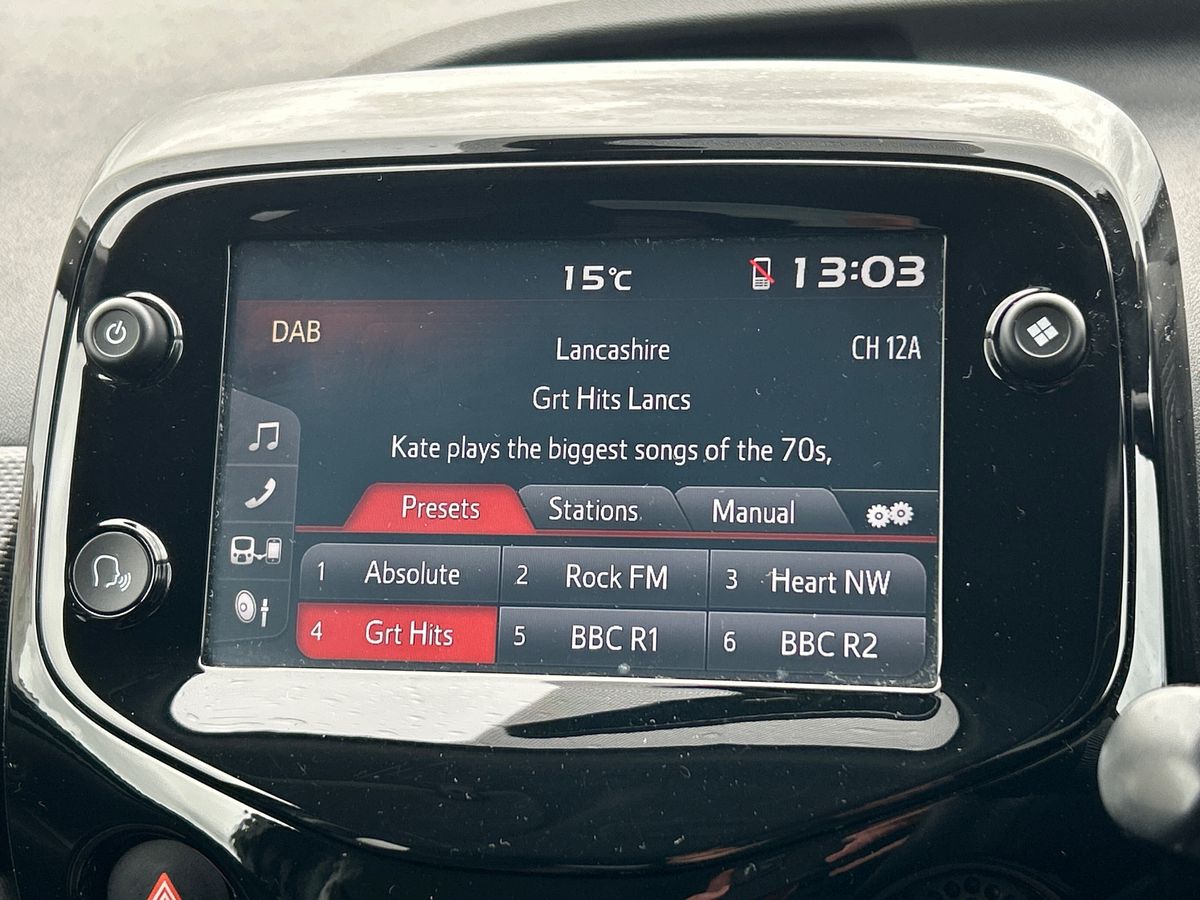 15°C 13:03
DAB
Lancashire CH 12A
Grt Hits Lancs
Kate plays the biggest songs of the 70s,
Presets Stations Manual
1 Absolute 2 Rock FM 3 Heart NW
4 Grt Hits 5 BBC R1 6 BBC R2